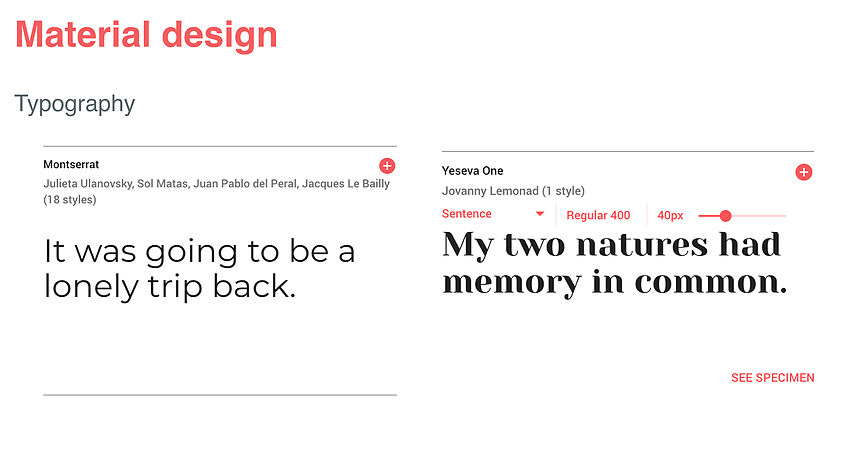 Material design
Typography
Montserrat
Julieta Ulanovsky, Sol Matas, Juan Pablo del Peral, Jacques Le Bailly
(18 styles)
It was going to be a
lonely trip back.
Yeseva One
Jovanny Lemonad (1 style)
Sentence Regular 400 40px
My two natures had
memory in common.
SEE SPECIMEN